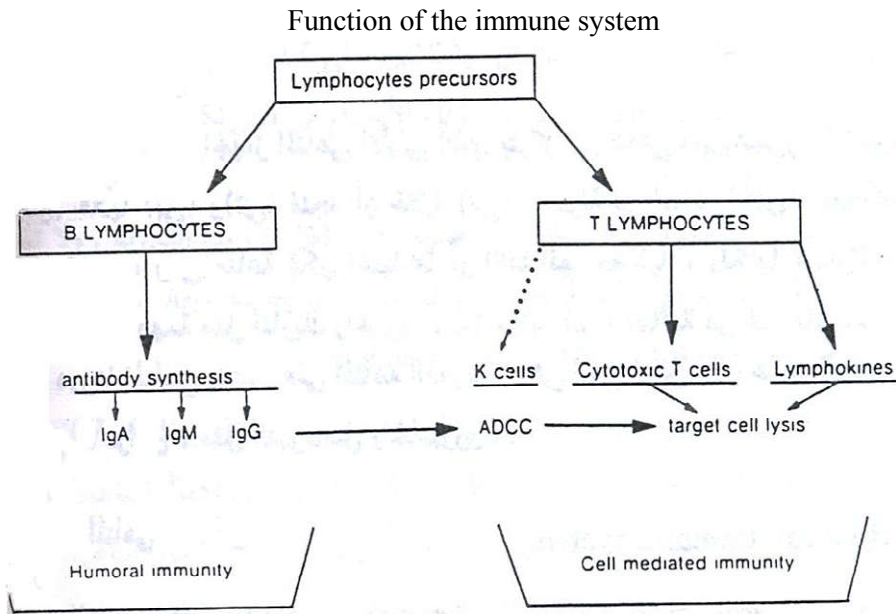 Function of the immune system
Lymphocytes precursors
B LYMPHOCYTES
T LYMPHOCYTES
antibody synthesis
K cells
Cytotoxic T cells
Lymphokines
IgA IgM IgG
ADCC
target cell lysis
Humoral immunity
Cell mediated immunity